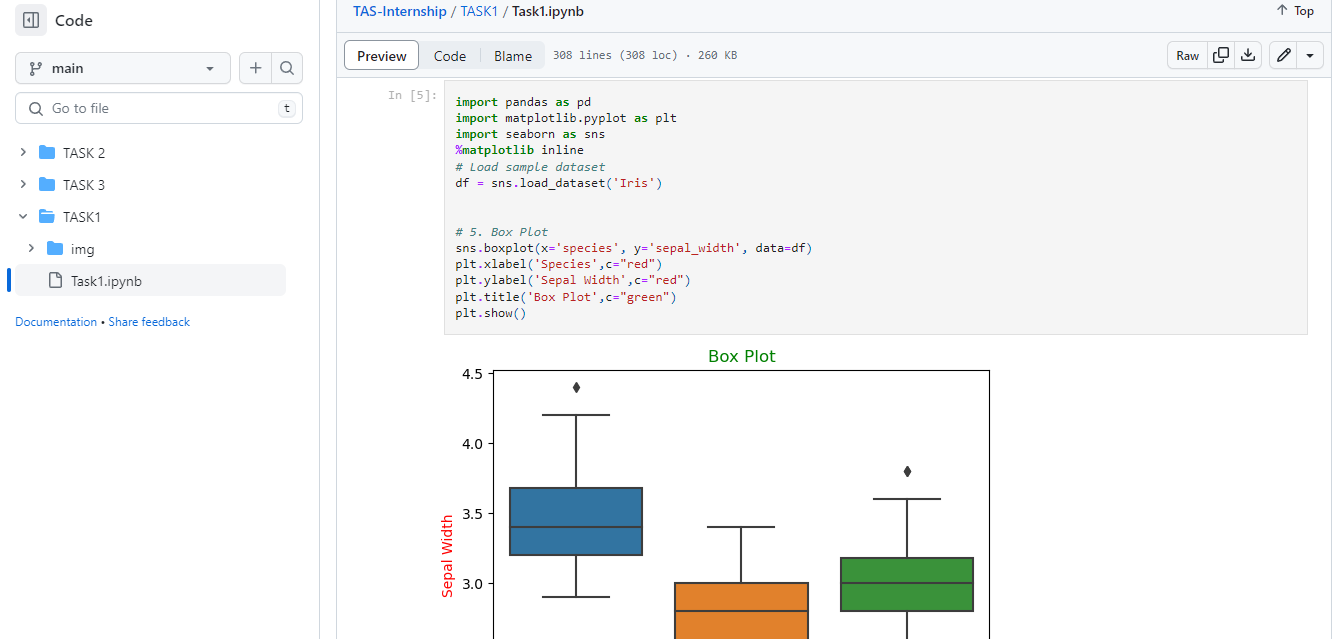 Code
main
Go to file
t
TASK 2
TASK 3
TASK1
img
Task1.ipynb
Documentation • Share feedback
TAS-Internship / TASK1 / Task1.ipynb
Top
Preview
Code
Blame
308 lines (308 loc) · 260 KB
Raw
In [5]:
import pandas as pd
import matplotlib.pyplot as plt
import seaborn as sns
%matplotlib inline
# Load sample dataset
df = sns.load_dataset('Iris')
# 5. Box Plot
sns.boxplot(x='species', y='sepal_width', data=df)
plt.xlabel('Species',c="red")
plt.ylabel('Sepal Width',c="red")
plt.title('Box Plot',c="green")
plt.show()
Box Plot
4.5
4.0
3.5
3.0
Sepal Width